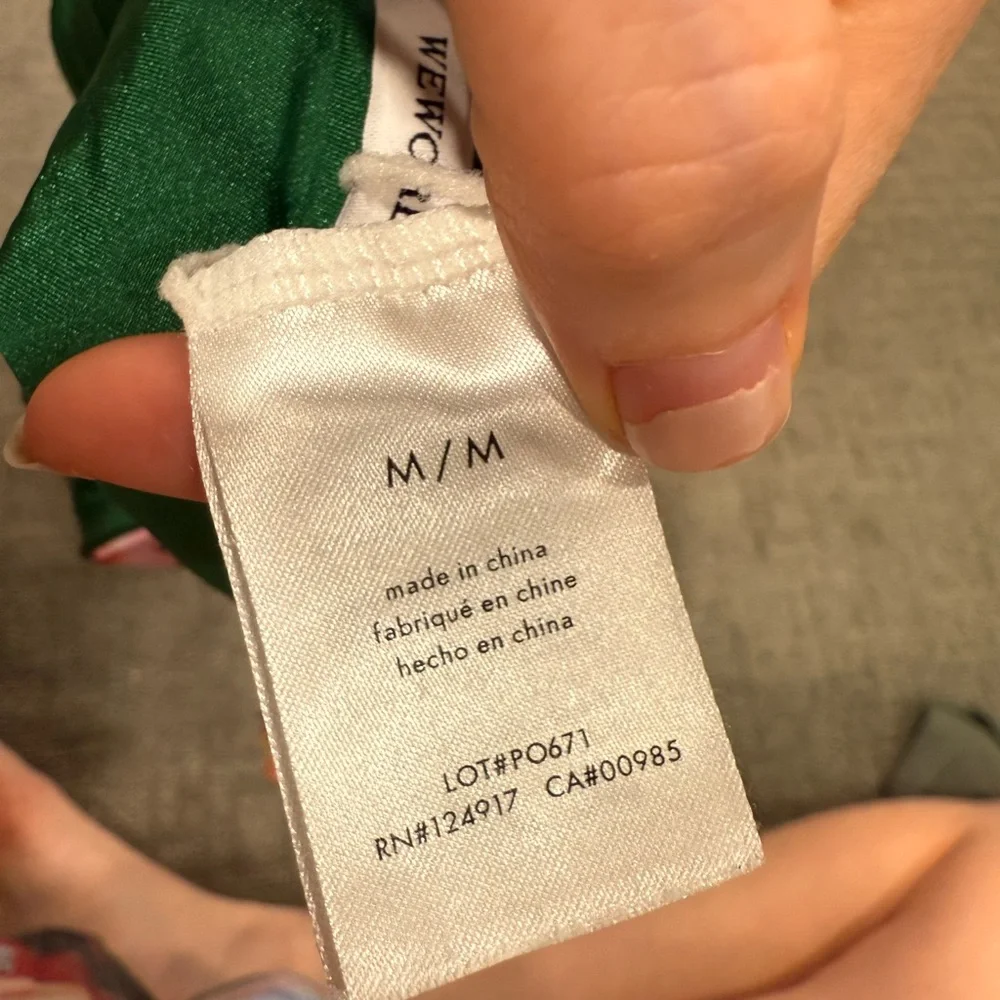 M/M
made in china
fabriqué en chine
hecho en china
LOT#PO671
RN#124917 CA#00985